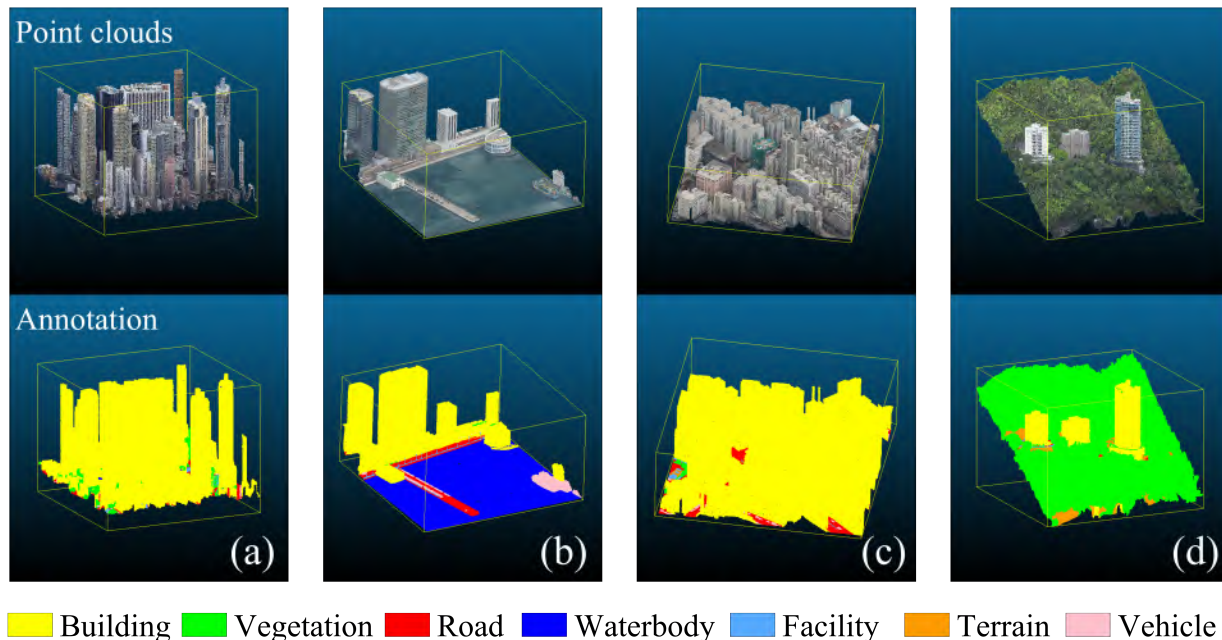 Point clouds
Annotation
(a) (b) (c) (d)
Building Vegetation Road Waterbody Facility Terrain Vehicle